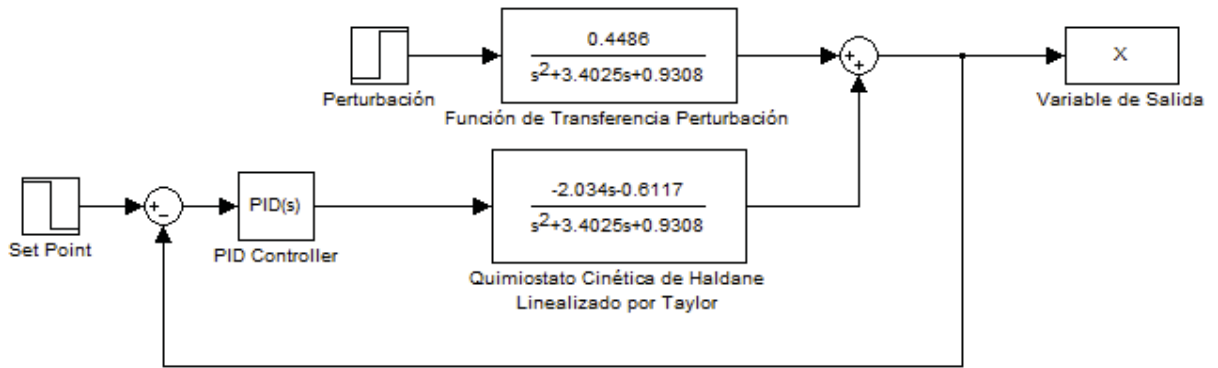 0.4486
s2+3.4025s+0.9308
Perturbación
Función de Transferencia Perturbación
+
+
X
Variable de Salida
Set Point
+
−
PID(s)
PID Controller
-2.034s-0.6117
s2+3.4025s+0.9308
Quimiostato Cinética de Haldane
Linealizado por Taylor